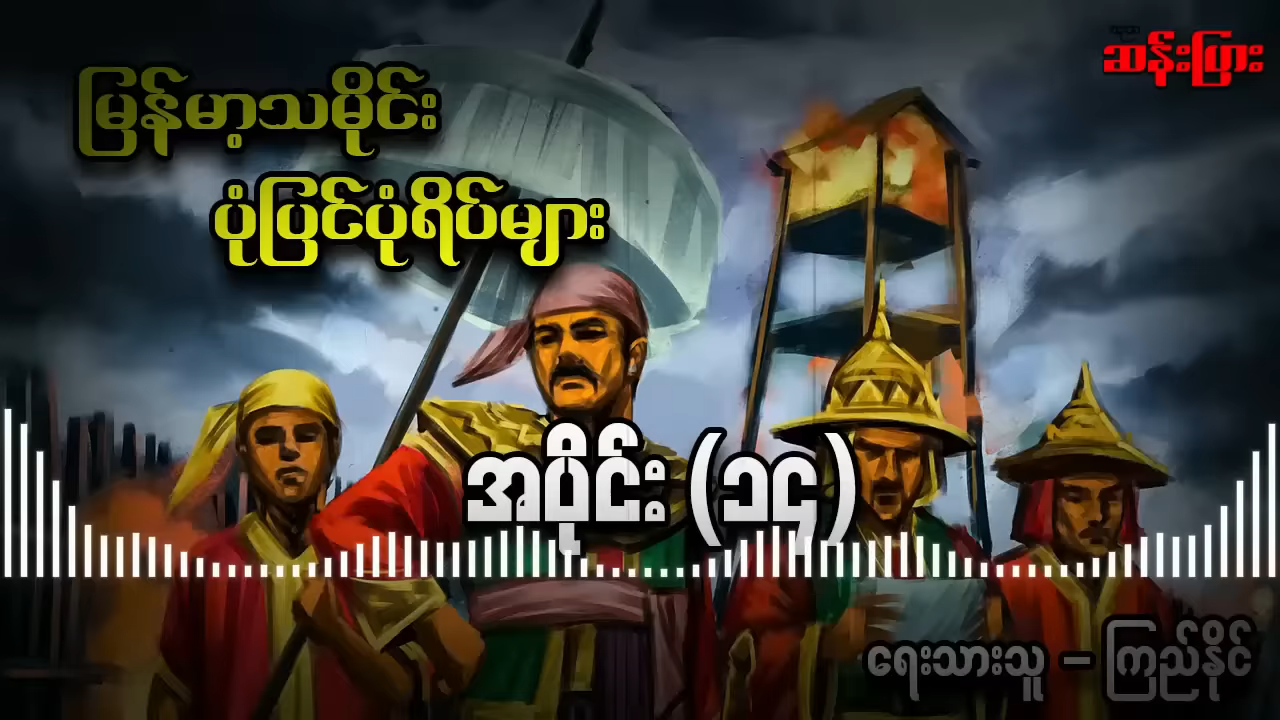 ဆန်းပြား
မြန်မာ့သမိုင်း
ပုံပြင်ပုံရိပ်များ
အပိုင်း (၁၄)
ရေးသားသူ – ကြည်နိုင်